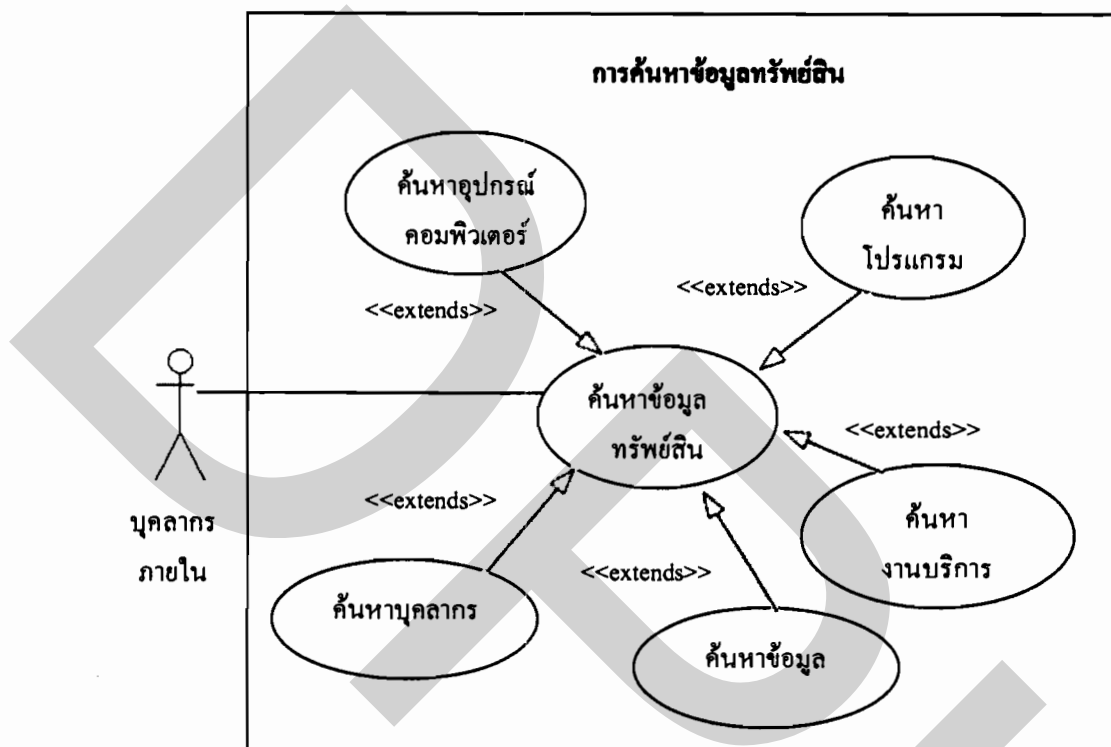 การค้นหาข้อมูลทรัพย์สิน
ค้นหาอุปกรณ์
คอมพิวเตอร์
ค้นหา
โปรแกรม
<<extends>>
<<extends>>
ค้นหาข้อมูล
ทรัพย์สิน
<<extends>>
<<extends>>
บุคลากร
ภายใน
ค้นหา
งานบริการ
<<extends>>
ค้นหาบุคลากร
ค้นหาข้อมูล